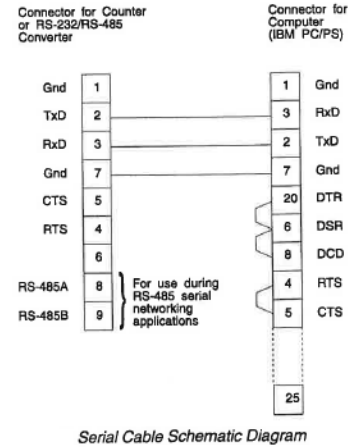 Connector for Counter
or RS-232/RS-485
Converter
Connector for
Computer
(IBM PC/PS)
Gnd 1
TxD 2
RxD 3
Gnd 7
CTS 5
RTS 4
6
RS-485A 8
RS-485B 9
For use during
RS-485 serial
networking
applications
1 Gnd
3 RxD
2 TxD
7 Gnd
20 DTR
6 DSR
8 DCD
4 RTS
5 CTS
25
Serial Cable Schematic Diagram